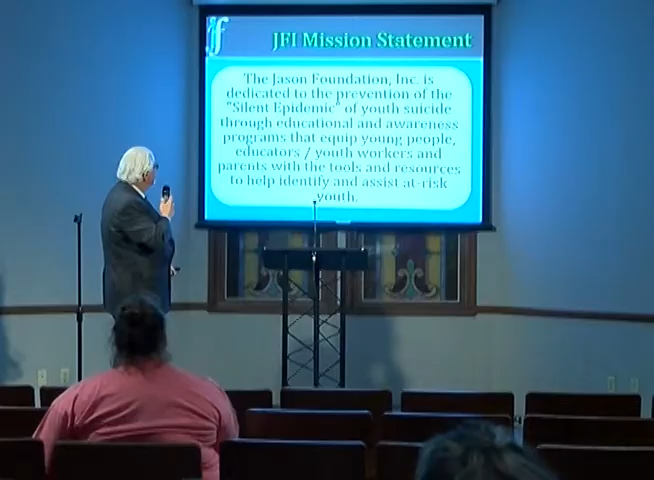 jf
JFI Mission Statement
The Jason Foundation, Inc. is
dedicated to the prevention of the
"Silent Epidemic" of youth suicide
through educational and awareness
programs that equip young people,
educators / youth workers and
parents with the tools and resources
to help identify and assist at-risk
youth.